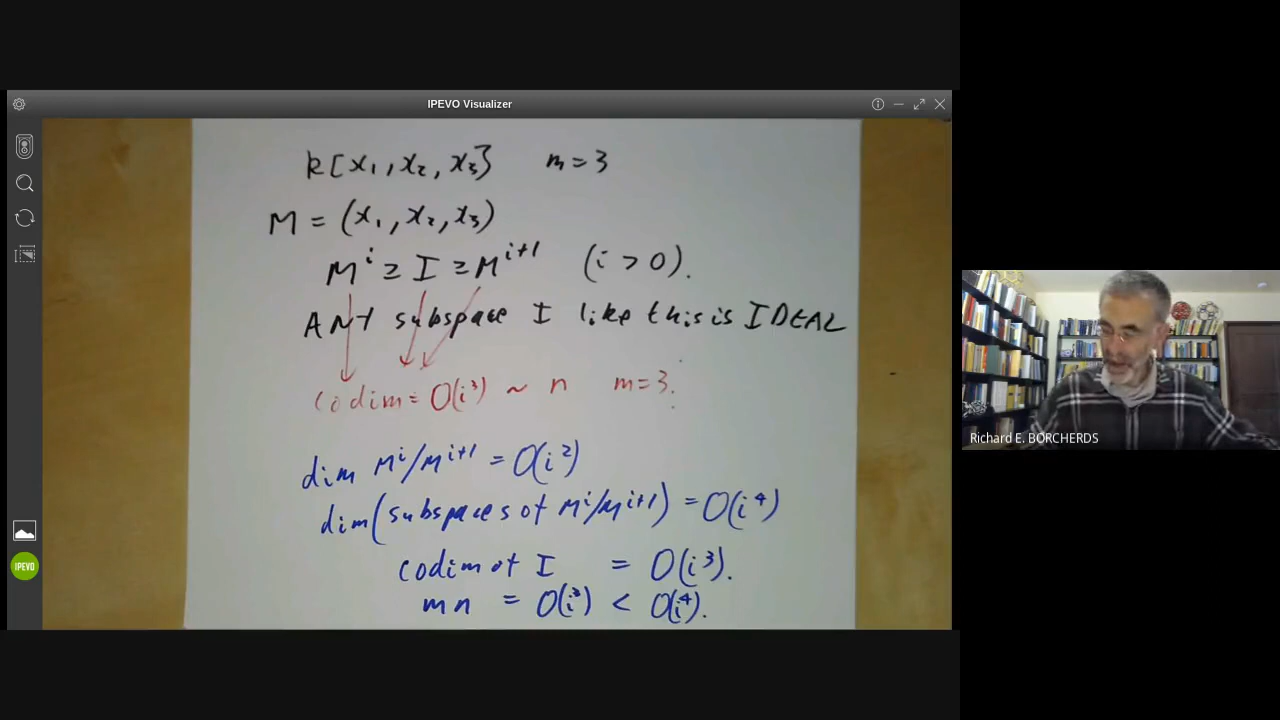 IPEVO Visualizer
k[x₁, x₂, x₃] m = 3
M = (x₁, x₂, x₃)
Mⁱ ≥ I ≥ Mⁱ⁺¹ (i > 0).
ANY subspace I like this is IDEAL
codim = O(i³) ~ n m = 3.
dim Mⁱ/Mⁱ⁺¹ = O(i²)
dim(subspaces of Mⁱ/Mⁱ⁺¹) = O(i⁴)
codim of I = O(i³).
mn = O(i³) < O(i⁴).
IPEVO
Richard E. BORCHERDS